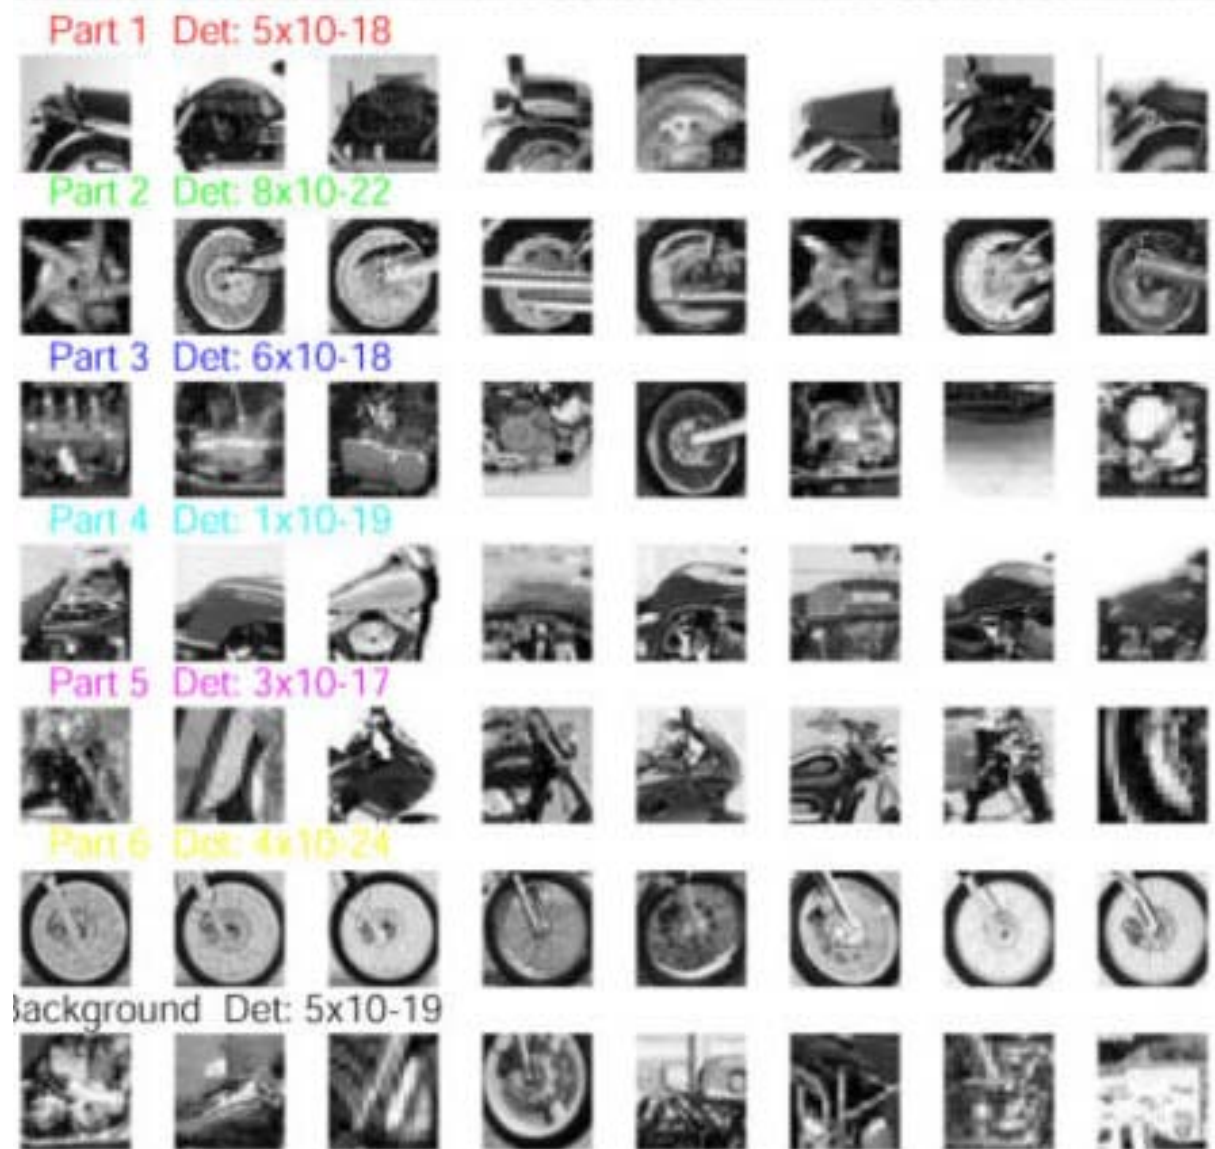 Part 1 Det: 5x10-18
Part 2 Det: 8x10-22
Part 3 Det: 6x10-18
Part 4 Det: 1x10-19
Part 5 Det: 3x10-17
Part 6 Det: 4x10-24
Background Det: 5x10-19